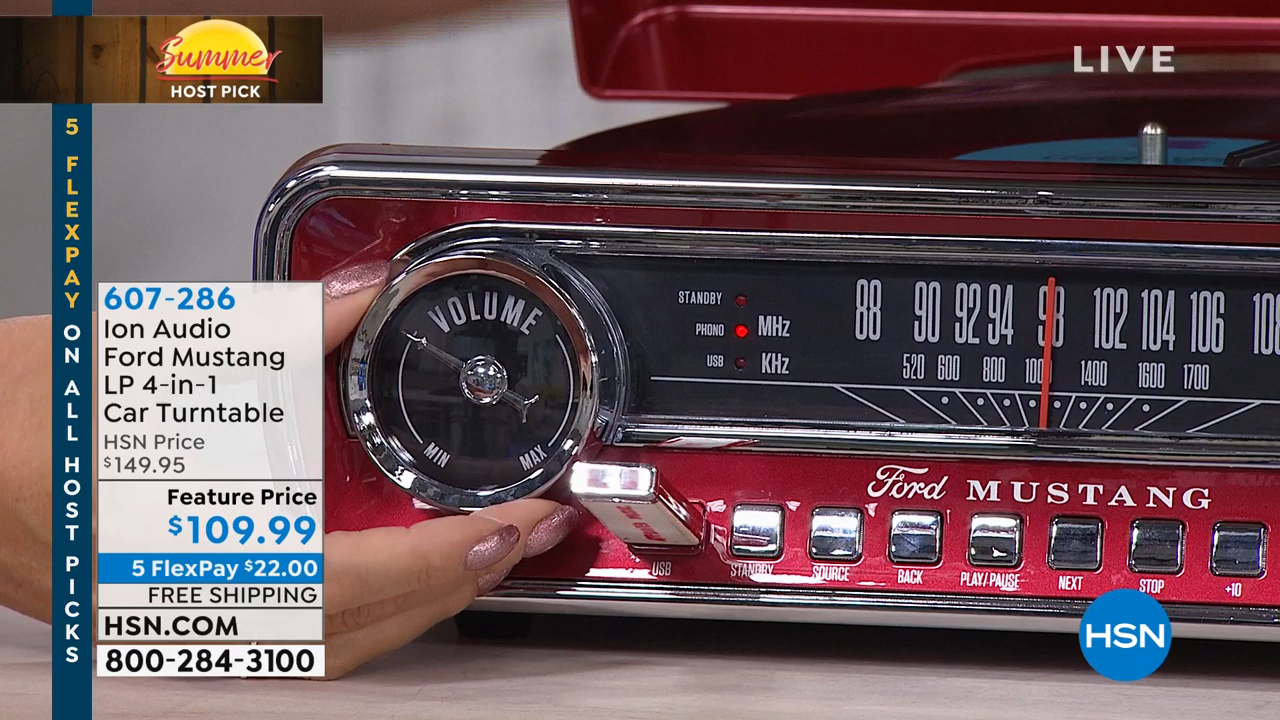 Summer
HOST PICK
LIVE
5 FLEXPAY ON ALL HOST PICKS
607-286
Ion Audio
Ford Mustang
LP 4-in-1
Car Turntable
HSN Price
$149.95
Feature Price
$109.99
5 FlexPay $22.00
FREE SHIPPING
HSN.COM
800-284-3100
VOLUME
MIN MAX
STANDBY
PHONO MHz
USB KHz
88 90 92 94 98 102 104 106
520 600 800 1000 1400 1600 1700
Ford MUSTANG
USB STANDBY SOURCE BACK PLAY/PAUSE NEXT STOP +10
HSN